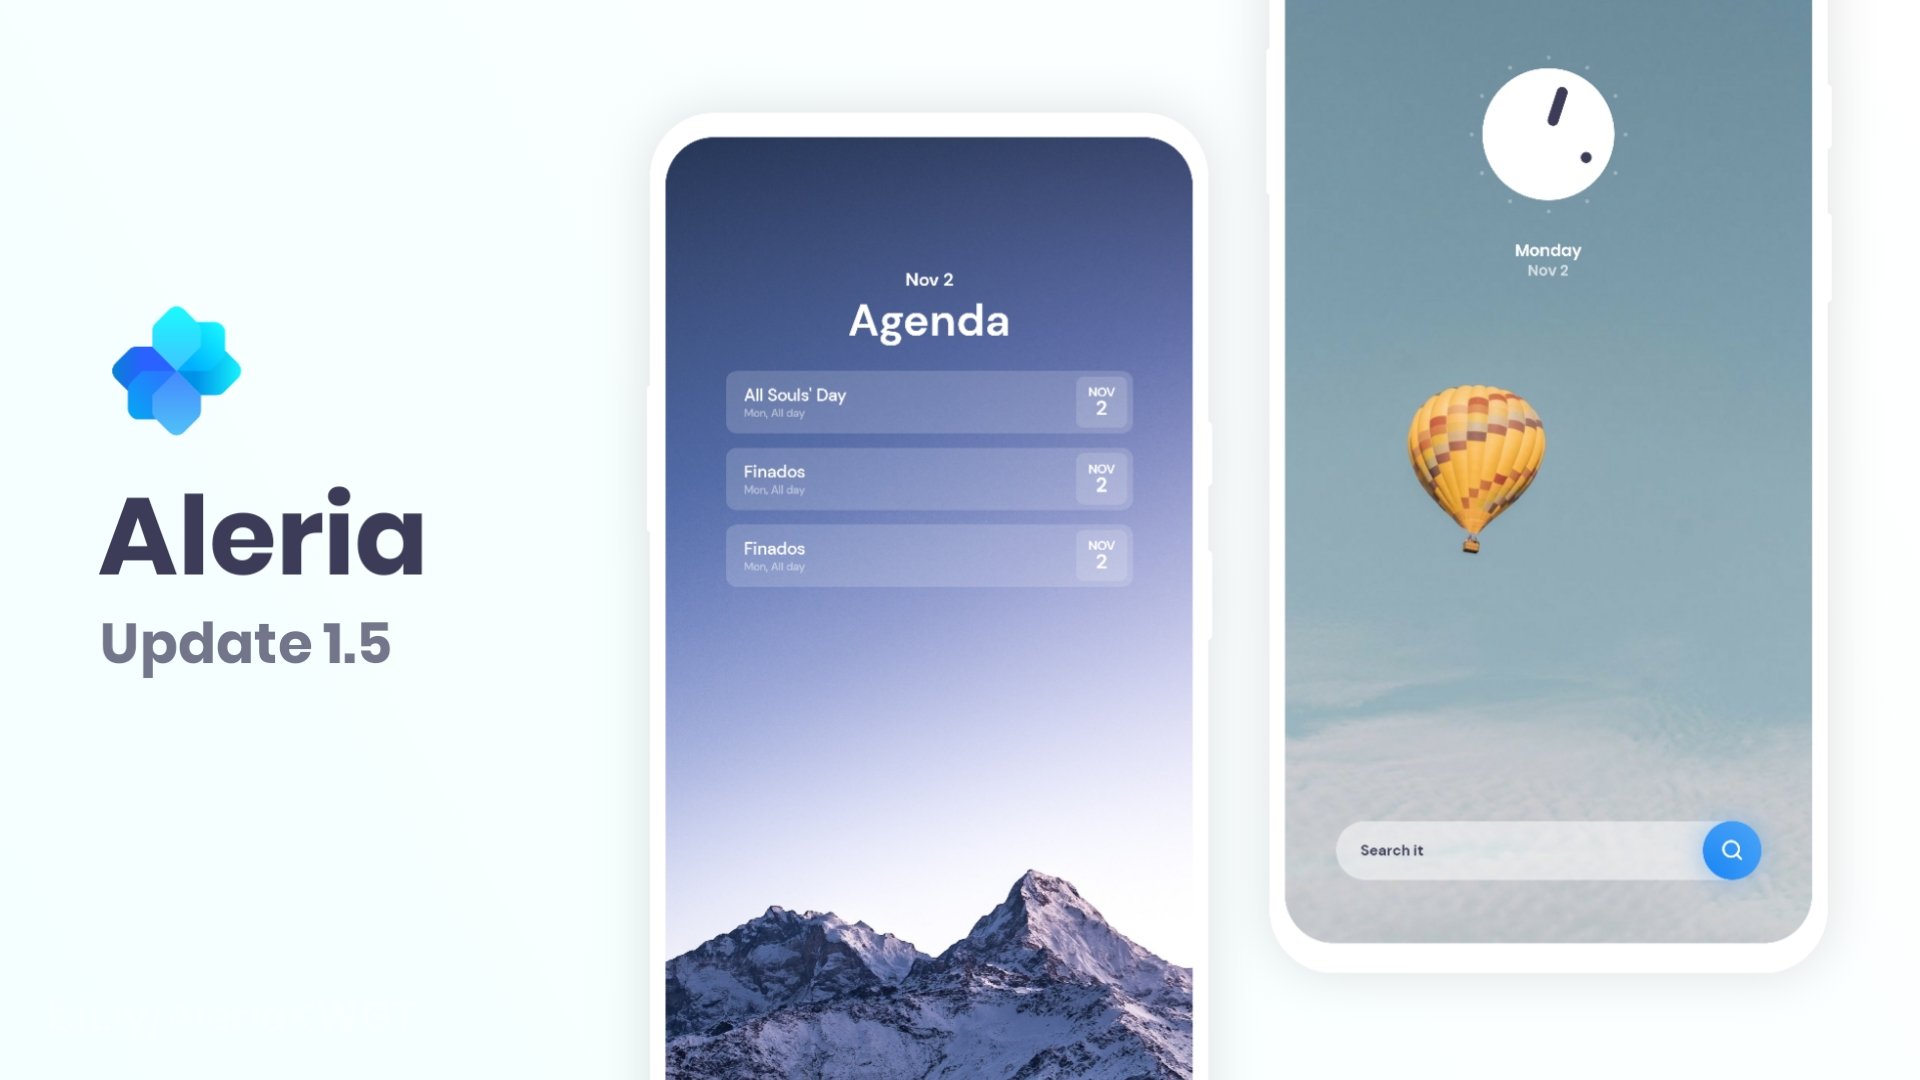 Aleria
Update 1.5
Nov 2
Agenda
All Souls' Day
Mon, All day
NOV
2
Finados
Mon, All day
NOV
2
Finados
Mon, All day
NOV
2
Monday
Nov 2
Search it